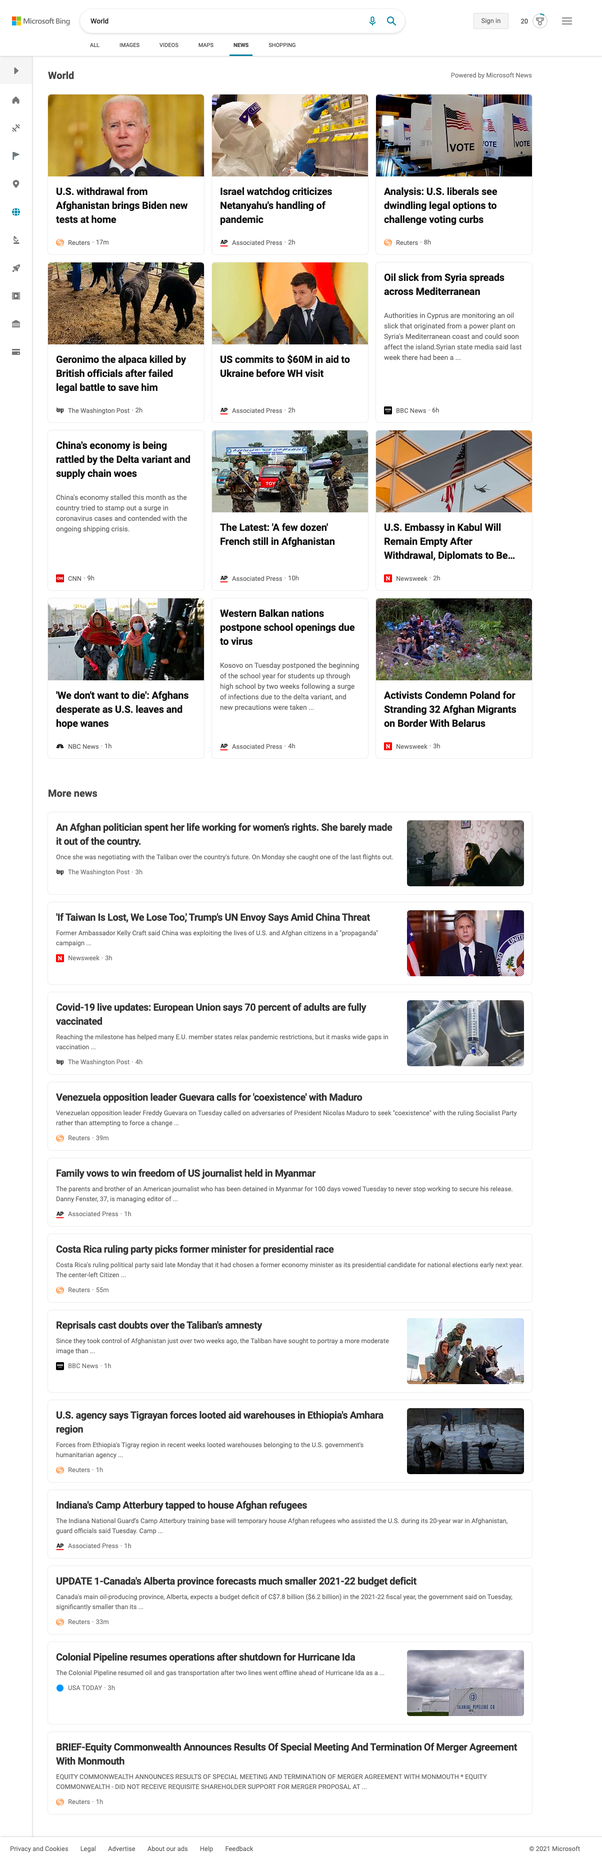 Microsoft Bing
World
Sign in
20
ALL IMAGES VIDEOS MAPS NEWS SHOPPING
World
Powered by Microsoft News
VOTE
VOTE
U.S. withdrawal from
Afghanistan brings Biden new
tests at home
Reuters · 17m
Israel watchdog criticizes
Netanyahu's handling of
pandemic
AP Associated Press · 2h
Analysis: U.S. liberals see
dwindling legal options to
challenge voting curbs
Reuters · 8h
Geronimo the alpaca killed by
British officials after failed
legal battle to save him
wp The Washington Post · 2h
US commits to $60M in aid to
Ukraine before WH visit
AP Associated Press · 2h
Oil slick from Syria spreads
across Mediterranean
Authorities in Cyprus are monitoring an oil
slick that originated from a power plant on
Syria's Mediterranean coast and could soon
affect the island.Syrian state media said last
week there had been a ...
BBC News · 6h
China's economy is being
rattled by the Delta variant and
supply chain woes
China's economy stalled this month as the
country tried to stamp out a surge in
coronavirus cases and contended with the
ongoing shipping crisis.
CNN · 9h
TOY
The Latest: 'A few dozen'
French still in Afghanistan
AP Associated Press · 10h
U.S. Embassy in Kabul Will
Remain Empty After
Withdrawal, Diplomats to Be...
N Newsweek · 2h
'We don't want to die': Afghans
desperate as U.S. leaves and
hope wanes
NBC News · 1h
Western Balkan nations
postpone school openings due
to virus
Kosovo on Tuesday postponed the beginning
of the school year for students up through
high school by two weeks following a surge
of infections due to the delta variant, and
new precautions were taken ...
AP Associated Press · 4h
Activists Condemn Poland for
Stranding 32 Afghan Migrants
on Border With Belarus
N Newsweek · 3h
More news
An Afghan politician spent her life working for women's rights. She barely made
it out of the country.
Once she was negotiating with the Taliban over the country's future. On Monday she caught one of the last flights out.
wp The Washington Post · 3h
'If Taiwan Is Lost, We Lose Too,' Trump's UN Envoy Says Amid China Threat
Former Ambassador Kelly Craft said China was exploiting the lives of U.S. and Afghan citizens in a "propaganda"
campaign ...
N Newsweek · 3h
Covid-19 live updates: European Union says 70 percent of adults are fully
vaccinated
Reaching the milestone has helped many E.U. member states relax pandemic restrictions, but it masks wide gaps in
vaccination ...
wp The Washington Post · 4h
Venezuela opposition leader Guevara calls for 'coexistence' with Maduro
Venezuelan opposition leader Freddy Guevara on Tuesday called on adversaries of President Nicolas Maduro to seek "coexistence" with the ruling Socialist Party
rather than attempting to force a change ...
Reuters · 39m
Family vows to win freedom of US journalist held in Myanmar
The parents and brother of an American journalist who has been detained in Myanmar for 100 days vowed Tuesday to never stop working to secure his release.
Danny Fenster, 37, is managing editor of ...
AP Associated Press · 1h
Costa Rica ruling party picks former minister for presidential race
Costa Rica's ruling political party said late Monday that it had chosen a former economy minister as its presidential candidate for national elections early next year.
The center-left Citizen ...
Reuters · 55m
Reprisals cast doubts over the Taliban's amnesty
Since they took control of Afghanistan just over two weeks ago, the Taliban have sought to portray a more moderate
image than ...
BBC News · 1h
U.S. agency says Tigrayan forces looted aid warehouses in Ethiopia's Amhara
region
Forces from Ethiopia's Tigray region in recent weeks looted warehouses belonging to the U.S. government's
humanitarian agency ...
Reuters · 1h
Indiana's Camp Atterbury tapped to house Afghan refugees
The Indiana National Guard's Camp Atterbury training base will temporary house Afghan refugees who assisted the U.S. during its 20-year war in Afghanistan,
guard officials said Tuesday. Camp ...
AP Associated Press · 1h
UPDATE 1-Canada's Alberta province forecasts much smaller 2021-22 budget deficit
Canada's main oil-producing province, Alberta, expects a budget deficit of C$7.8 billion ($6.2 billion) in the 2021-22 fiscal year, the government said on Tuesday,
significantly smaller than its ...
Reuters · 33m
Colonial Pipeline resumes operations after shutdown for Hurricane Ida
The Colonial Pipeline resumed oil and gas transportation after two lines went offline ahead of Hurricane Ida as a ...
USA TODAY · 3h
COLONIAL PIPELINE CO
BRIEF-Equity Commonwealth Announces Results Of Special Meeting And Termination Of Merger Agreement
With Monmouth
EQUITY COMMONWEALTH ANNOUNCES RESULTS OF SPECIAL MEETING AND TERMINATION OF MERGER AGREEMENT WITH MONMOUTH * EQUITY
COMMONWEALTH - DID NOT RECEIVE REQUISITE SHAREHOLDER SUPPORT FOR MERGER PROPOSAL AT ...
Reuters · 1h
Privacy and Cookies Legal Advertise About our ads Help Feedback
© 2021 Microsoft